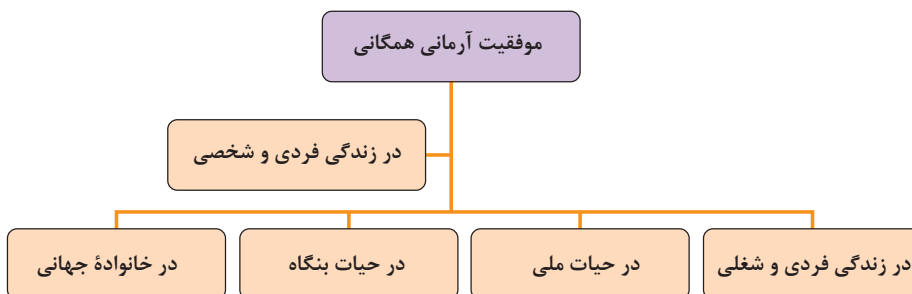 موفقیت آرمانی همگانی
در زندگی فردی و شخصی
در زندگی فردی و شغلی
در حیات ملی
در حیات بنگاه
در خانوادهٔ جهانی